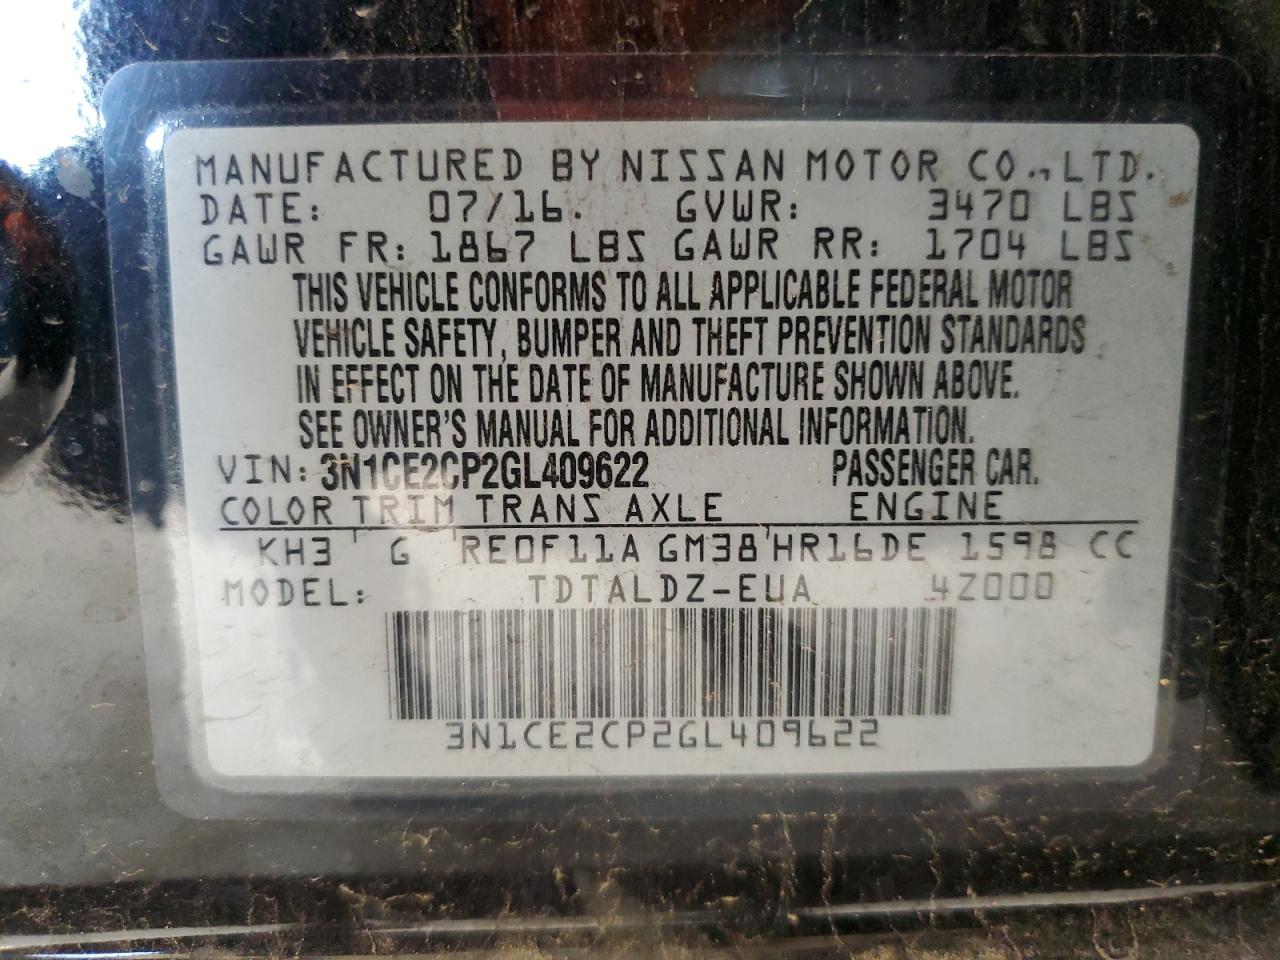 MANUFACTURED BY NISSAN MOTOR CO., LTD.
DATE: 07/16. GVWR: 3470 LBS
GAWR FR: 1867 LBS GAWR RR: 1704 LBS
THIS VEHICLE CONFORMS TO ALL APPLICABLE FEDERAL MOTOR
VEHICLE SAFETY, BUMPER AND THEFT PREVENTION STANDARDS
IN EFFECT ON THE DATE OF MANUFACTURE SHOWN ABOVE.
SEE OWNER'S MANUAL FOR ADDITIONAL INFORMATION.
VIN: 3N1CE2CP2GL409622 PASSENGER CAR.
COLOR TRIM TRANS AXLE ENGINE
KH3 G RE0F11A GM38 HR16DE 1598 CC
MODEL: TDTALDZ-EUA 4Z000
3N1CE2CP2GL409622